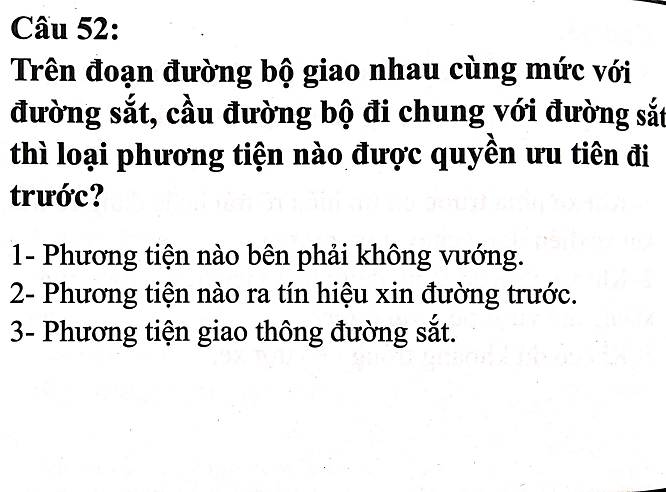 Câu 52:
Trên đoạn đường bộ giao nhau cùng mức với
đường sắt, cầu đường bộ đi chung với đường sắt
thì loại phương tiện nào được quyền ưu tiên đi
trước?
1- Phương tiện nào bên phải không vướng.
2- Phương tiện nào ra tín hiệu xin đường trước.
3- Phương tiện giao thông đường sắt.